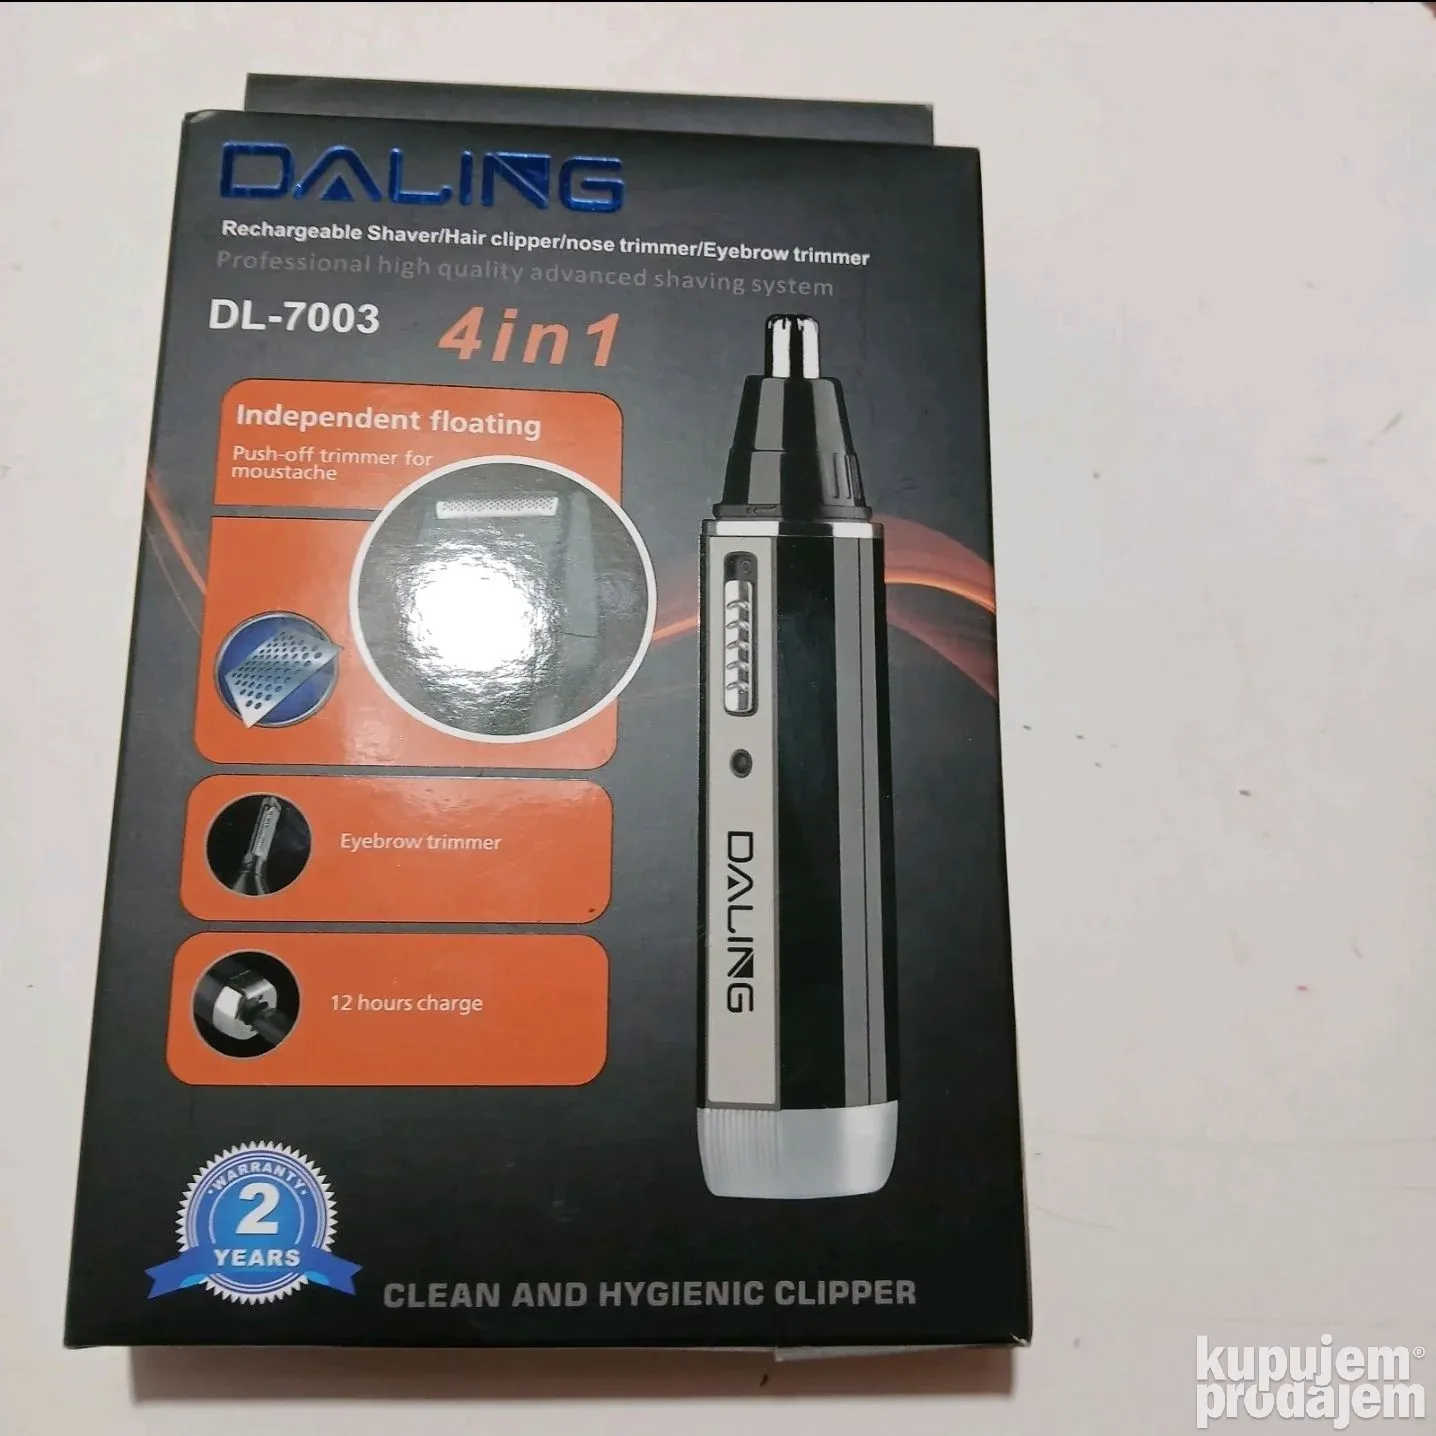 DALING
Rechargeable Shaver/Hair clipper/nose trimmer/Eyebrow trimmer
Professional high quality advanced shaving system
DL-7003
4in1
Independent floating
Push-off trimmer for
moustache
Eyebrow trimmer
12 hours charge
DALING
WARRANTY
2
YEARS
CLEAN AND HYGIENIC CLIPPER
kupujem®
prodajem